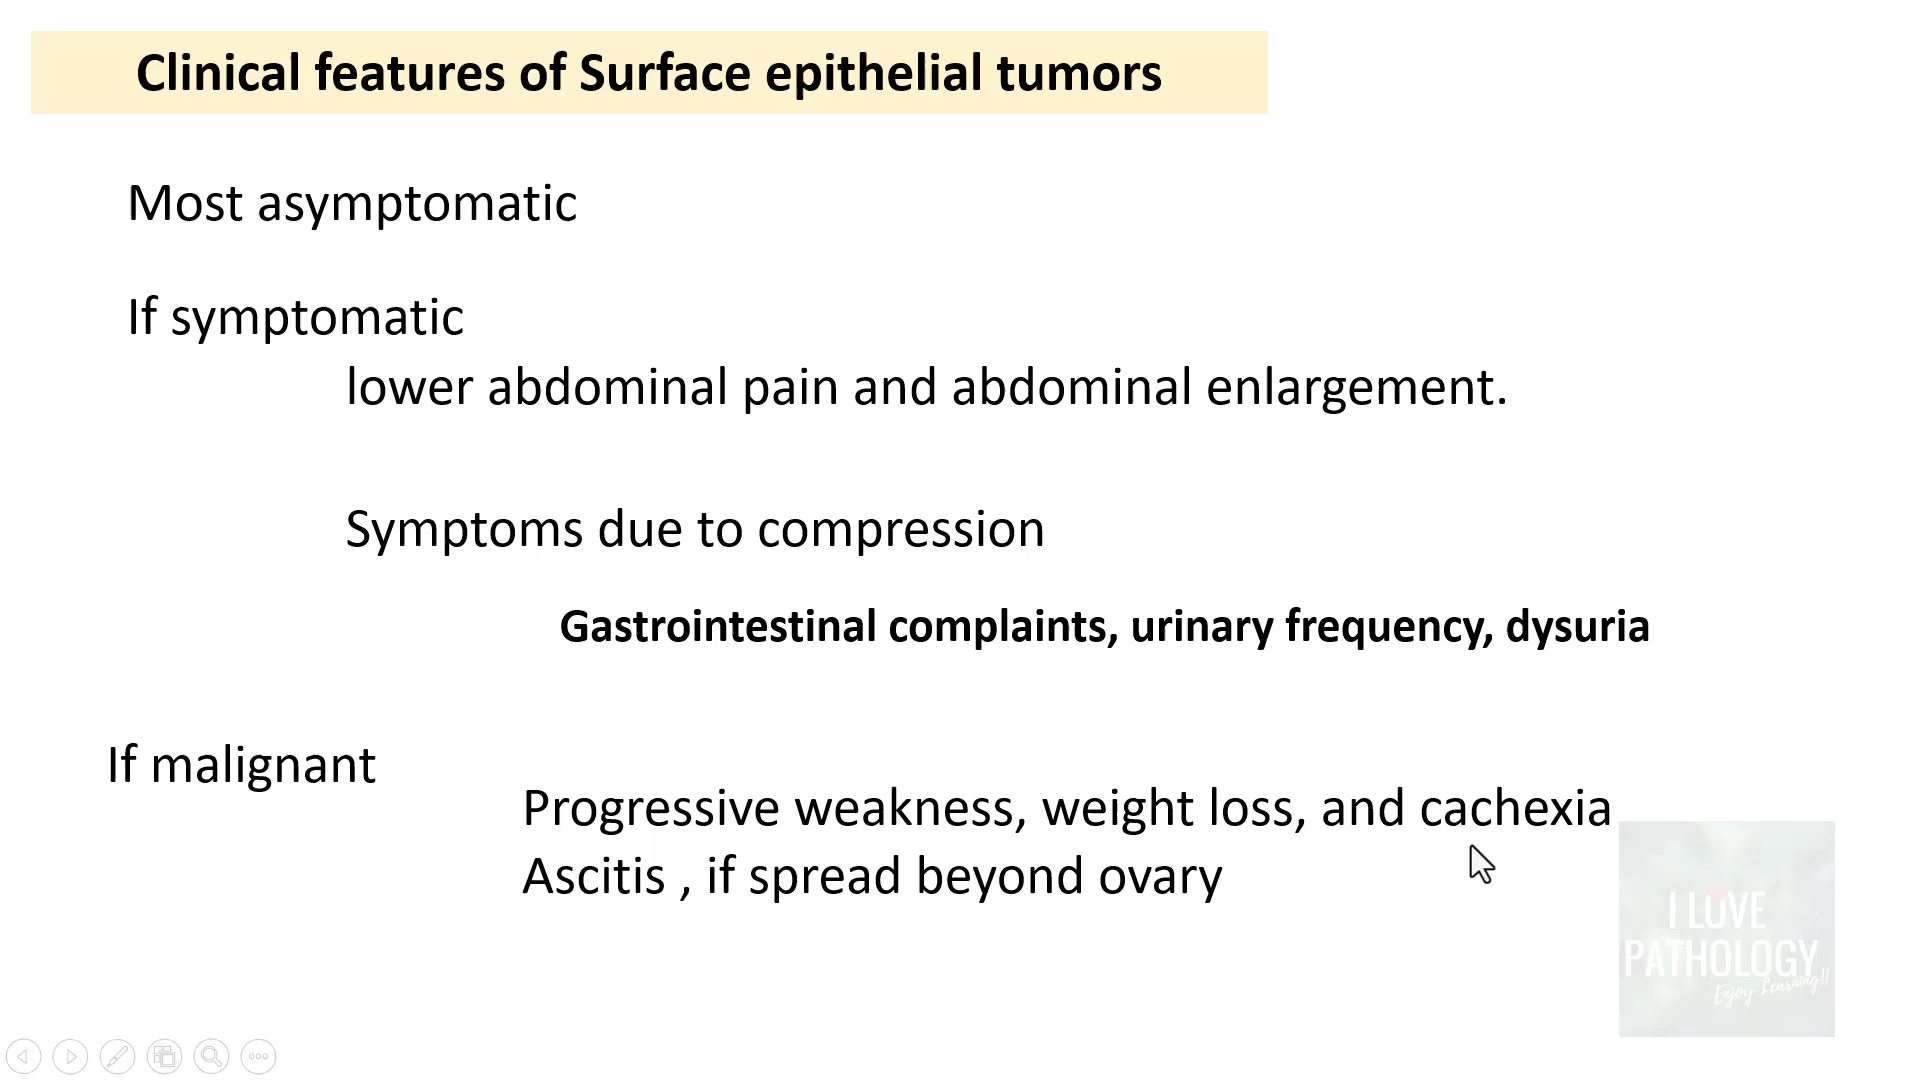 Clinical features of Surface epithelial tumors
Most asymptomatic
If symptomatic
lower abdominal pain and abdominal enlargement.
Symptoms due to compression
Gastrointestinal complaints, urinary frequency, dysuria
If malignant
Progressive weakness, weight loss, and cachexia
Ascitis , if spread beyond ovary
I LOVE
PATHOLOGY
Enjoy Learning!!